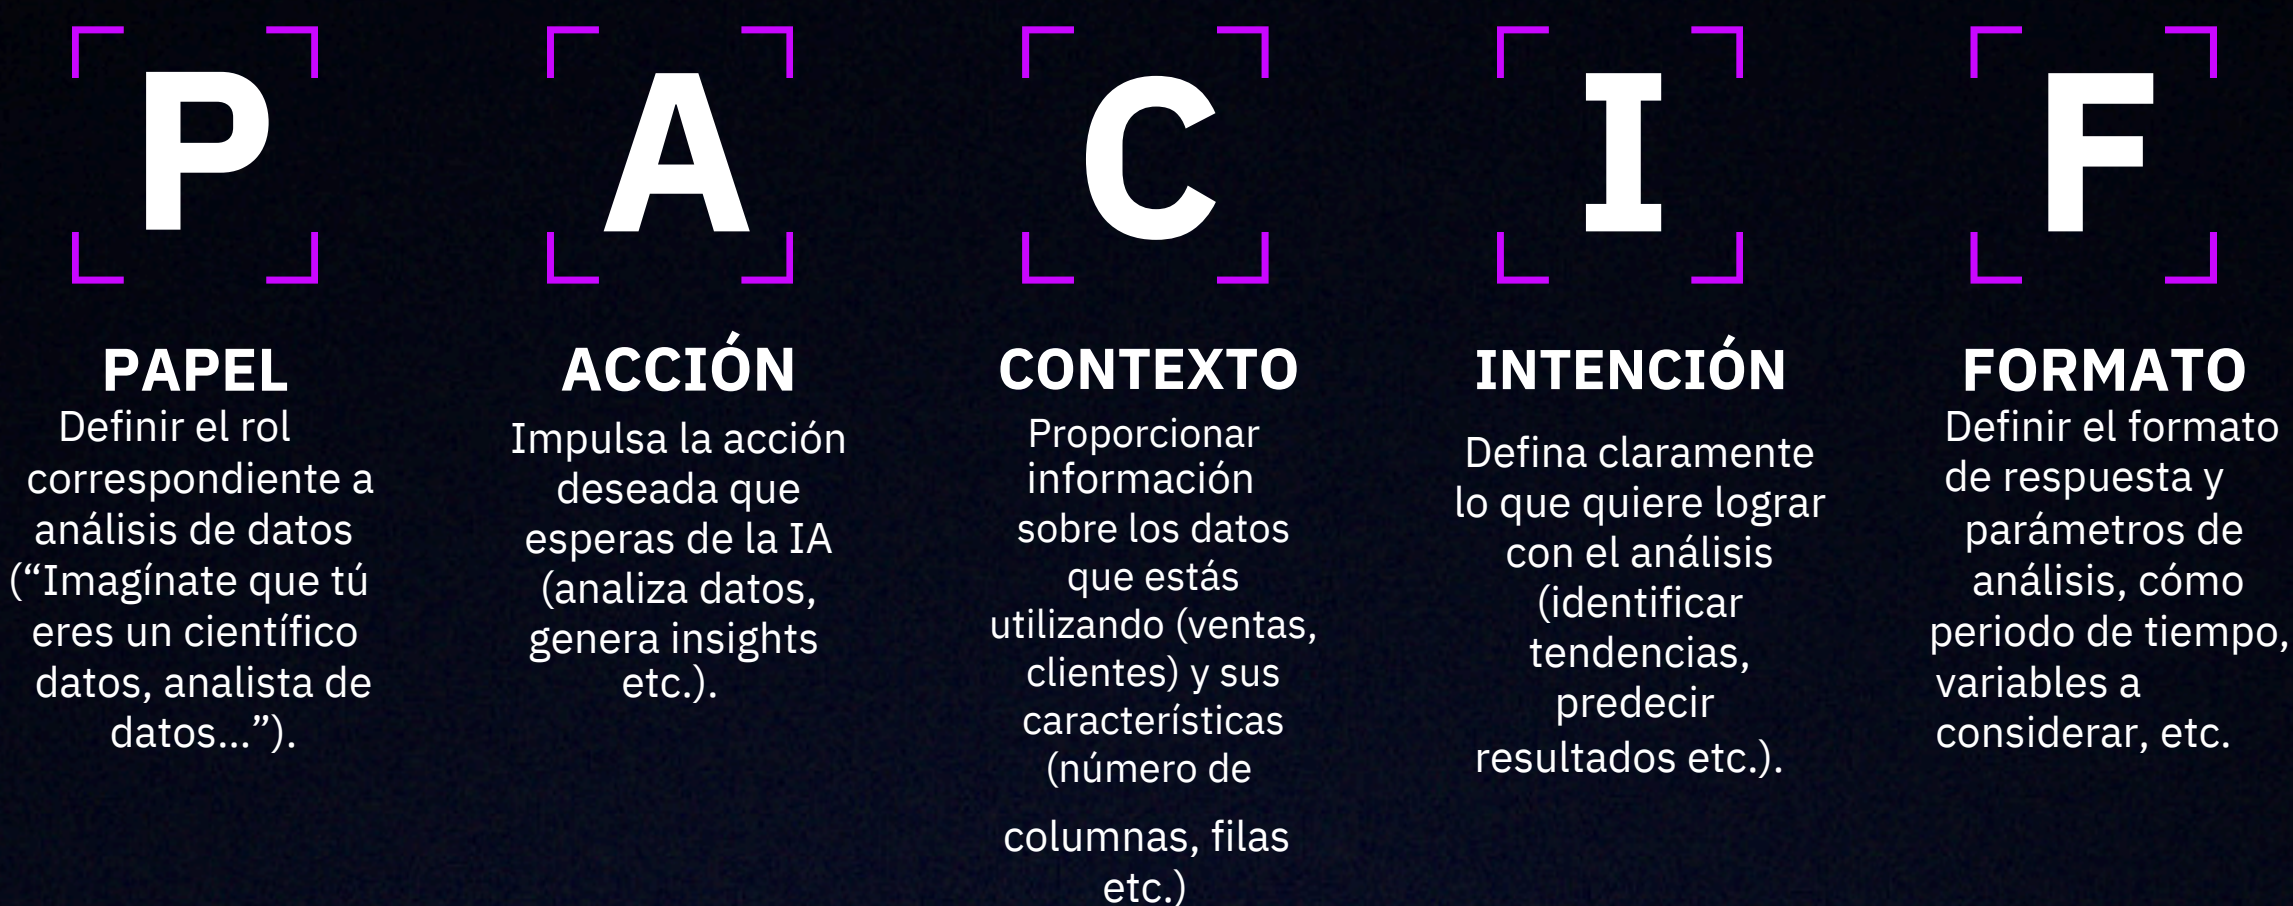 P
PAPEL
Definir el rol
correspondiente a
análisis de datos
(“Imagínate que tú
eres un científico
datos, analista de
datos...”).
A
ACCIÓN
Impulsa la acción
deseada que
esperas de la IA
(analiza datos,
genera insights
etc.).
C
CONTEXTO
Proporcionar
información
sobre los datos
que estás
utilizando (ventas,
clientes) y sus
características
(número de
columnas, filas
etc.)
I
INTENCIÓN
Defina claramente
lo que quiere lograr
con el análisis
(identificar
tendencias,
predecir
resultados etc.).
F
FORMATO
Definir el formato
de respuesta y
parámetros de
análisis, cómo
periodo de tiempo,
variables a
considerar, etc.